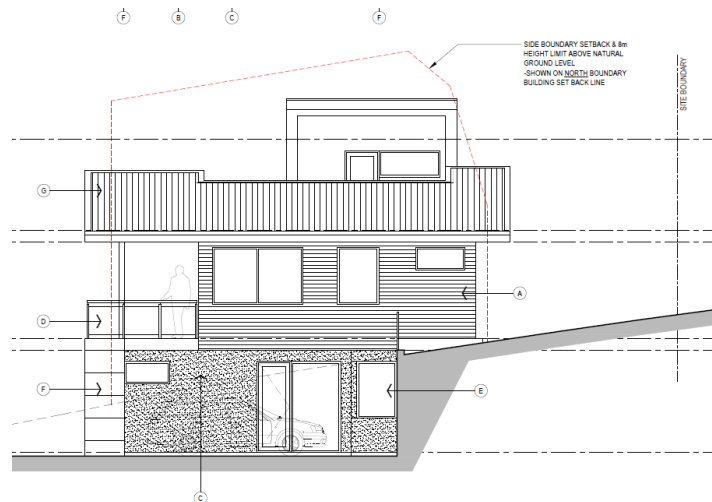 F
B
C
F
SIDE BOUNDARY SETBACK & 8m
HEIGHT LIMIT ABOVE NATURAL
GROUND LEVEL
-SHOWN ON NORTH BOUNDARY
BUILDING SET BACK LINE
SITE BOUNDARY
G
A
D
F
E
C